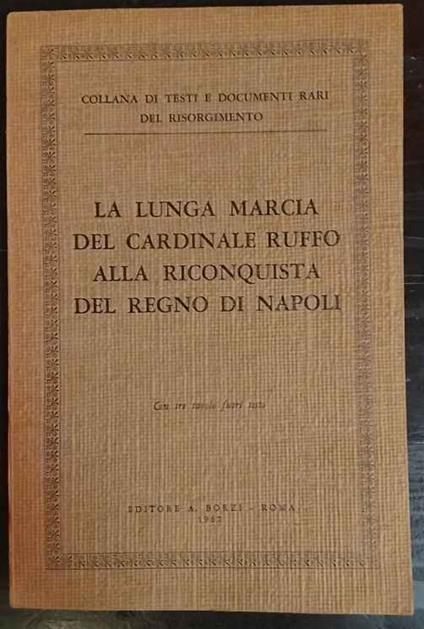 COLLANA DI TESTI E DOCUMENTI RARI
DEL RISORGIMENTO
LA LUNGA MARCIA
DEL CARDINALE RUFFO
ALLA RICONQUISTA
DEL REGNO DI NAPOLI
Con tre tavole fuori testo
EDITORE A. BORZI - ROMA
1967